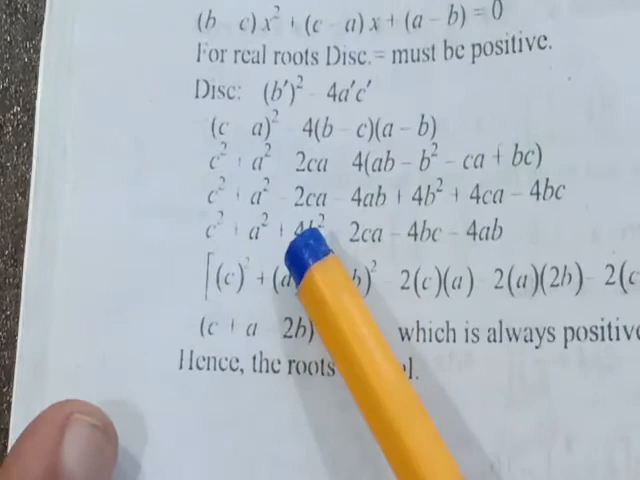 (b c) x² + (c a) x + (a – b) = 0
For real roots Disc. = must be positive.
Disc: (b′)² 4a′c′
(c a)² 4(b – c)(a – b)
c² + a² 2ca 4(ab – b² – ca + bc)
c² + a² - 2ca – 4ab + 4b² + 4ca – 4bc
c² + a² + 2ca – 4bc – 4ab
[(c)² + ( )² 2(c)(a) 2(a)(2b) 2(c
(c + a 2b) which is always positive
Hence, the roots